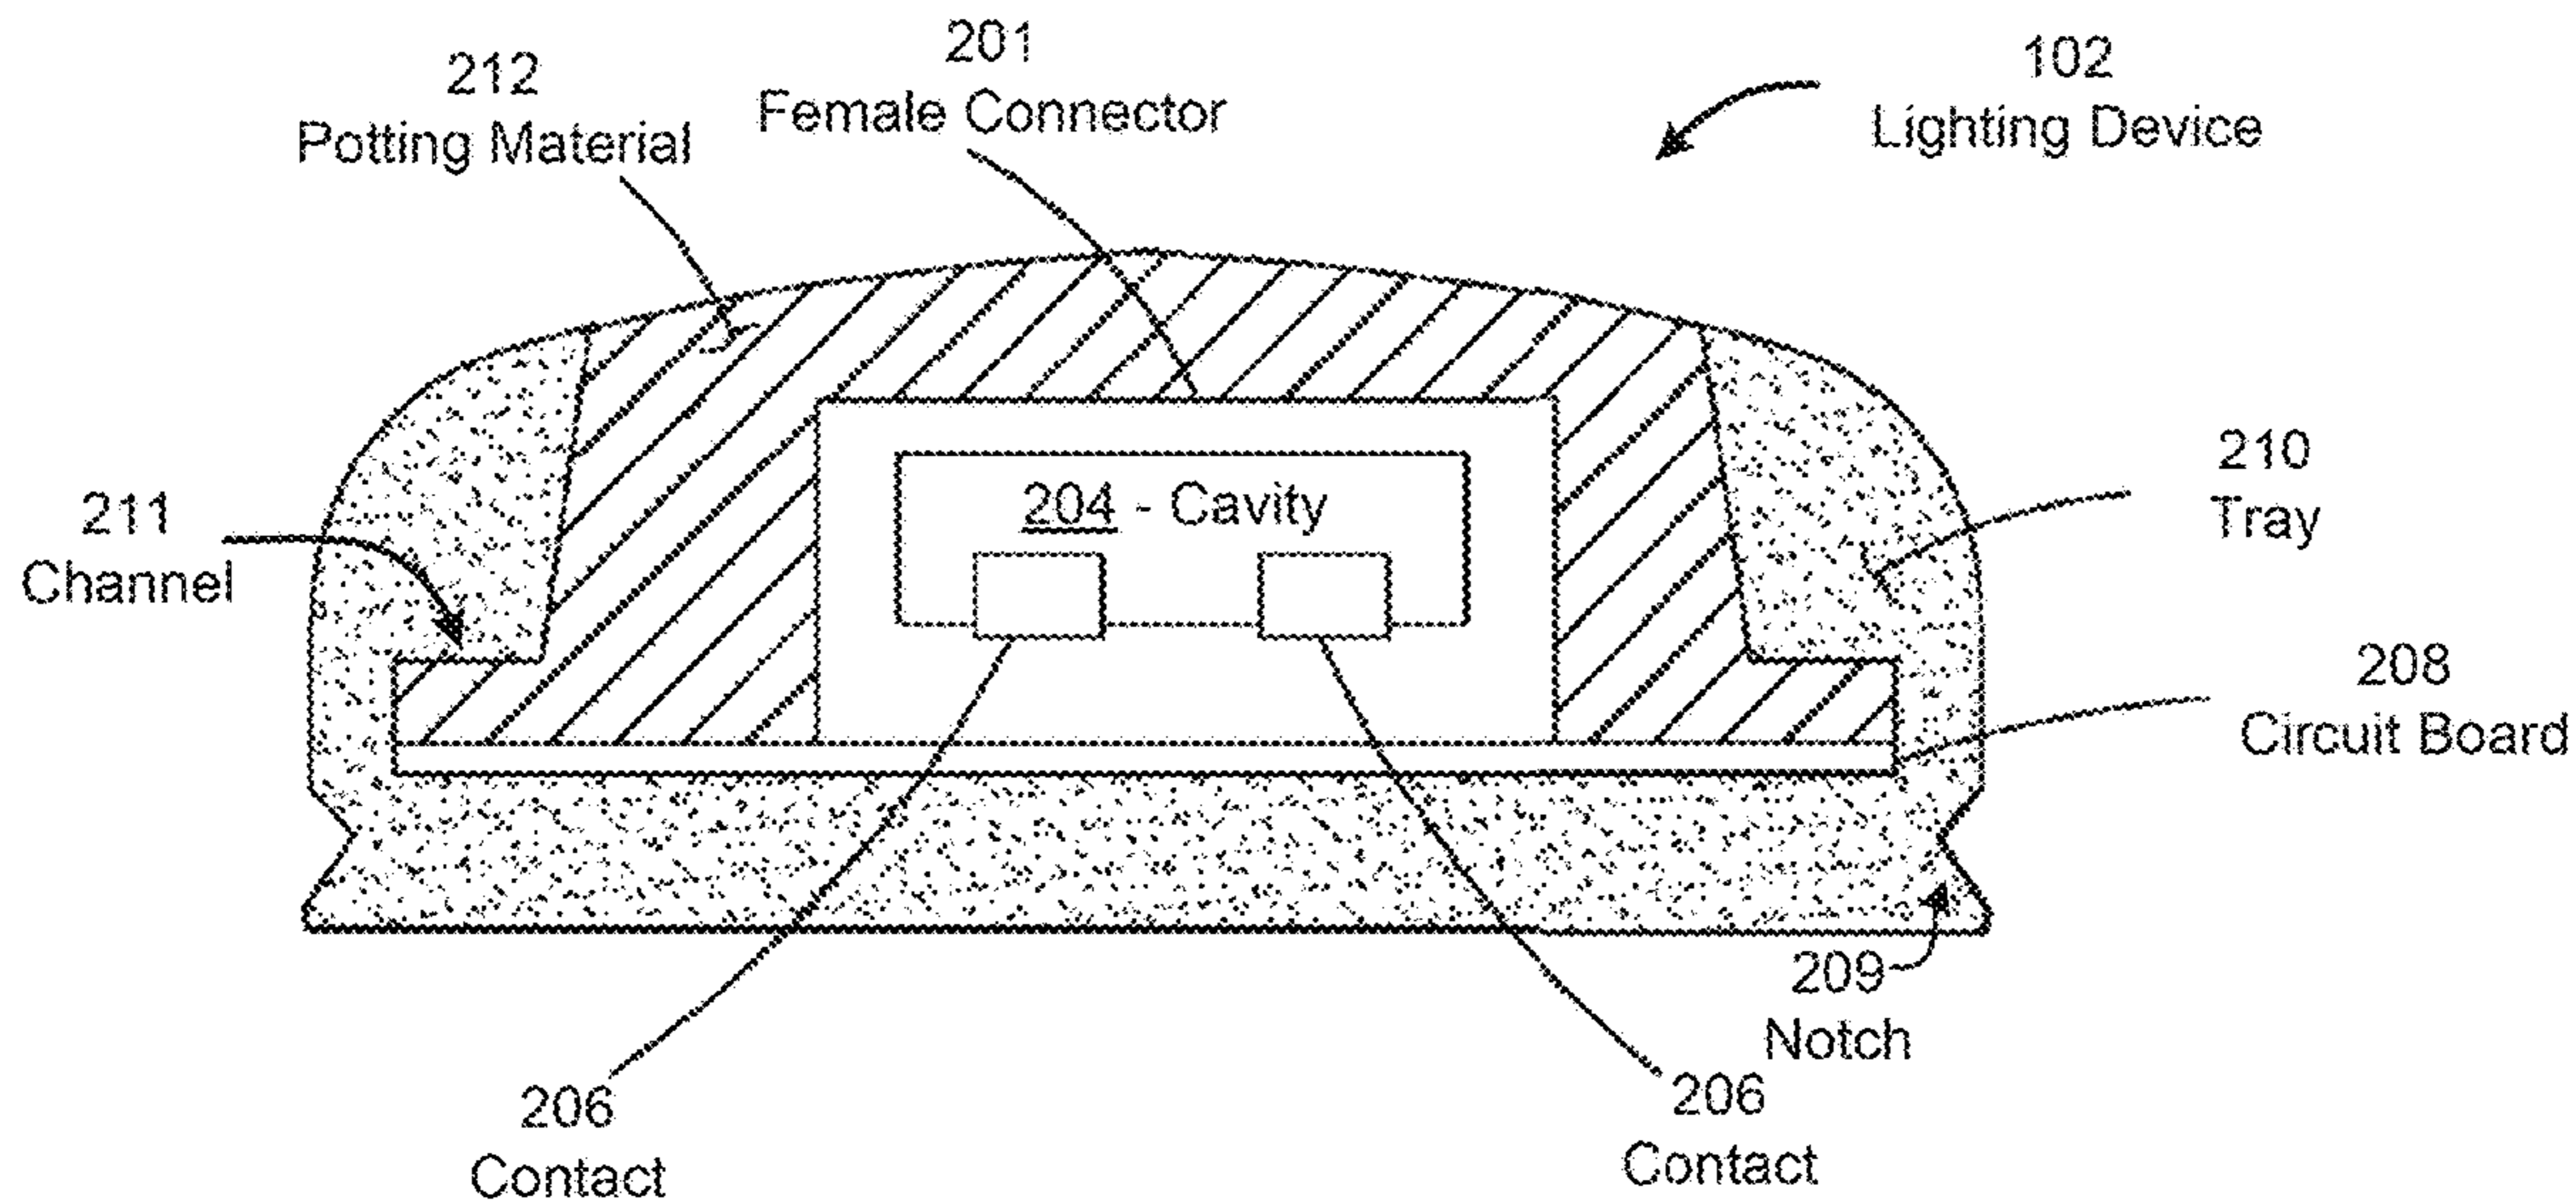 201
Female Connector
212
Potting Material
102
Lighting Device
210
Tray
204 - Cavity
211
Channel
208
Circuit Board
209
Notch
206
Contact
206
Contact